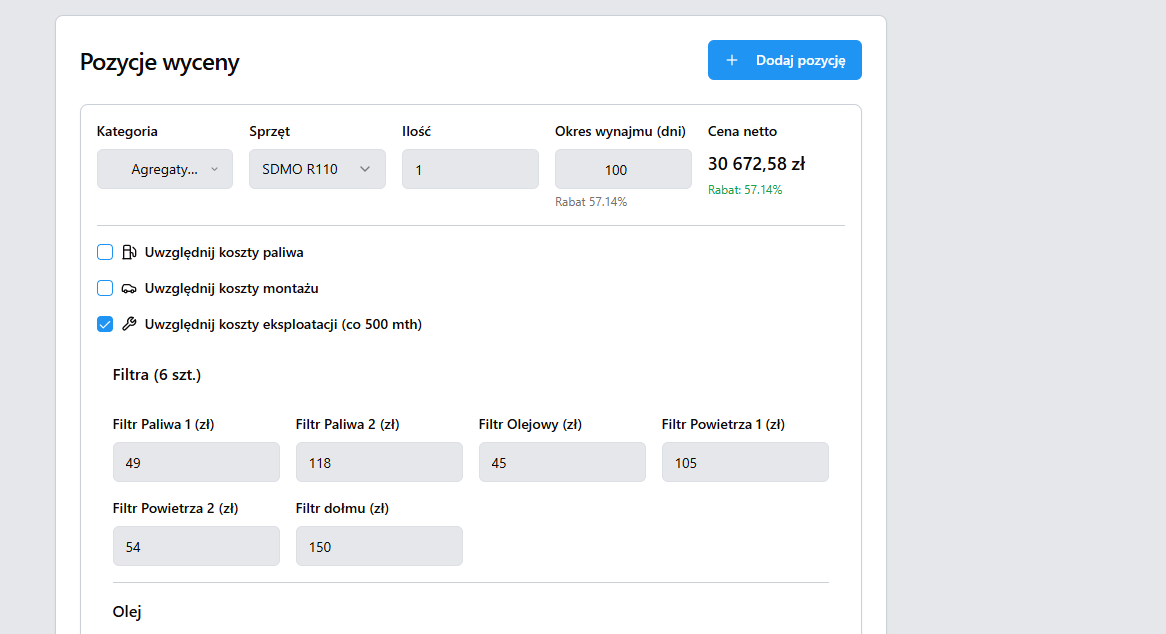 Pozycje wyceny
+ Dodaj pozycję
Kategoria Sprzęt Ilość Okres wynajmu (dni) Cena netto
Agregaty... SDMO R110 1 100 30 672,58 zł
Rabat 57.14% Rabat: 57.14%
Uwzględnij koszty paliwa
Uwzględnij koszty montażu
Uwzględnij koszty eksploatacji (co 500 mth)
Filtra (6 szt.)
Filtr Paliwa 1 (zł) Filtr Paliwa 2 (zł) Filtr Olejowy (zł) Filtr Powietrza 1 (zł)
49 118 45 105
Filtr Powietrza 2 (zł) Filtr dołmu (zł)
54 150
Olej